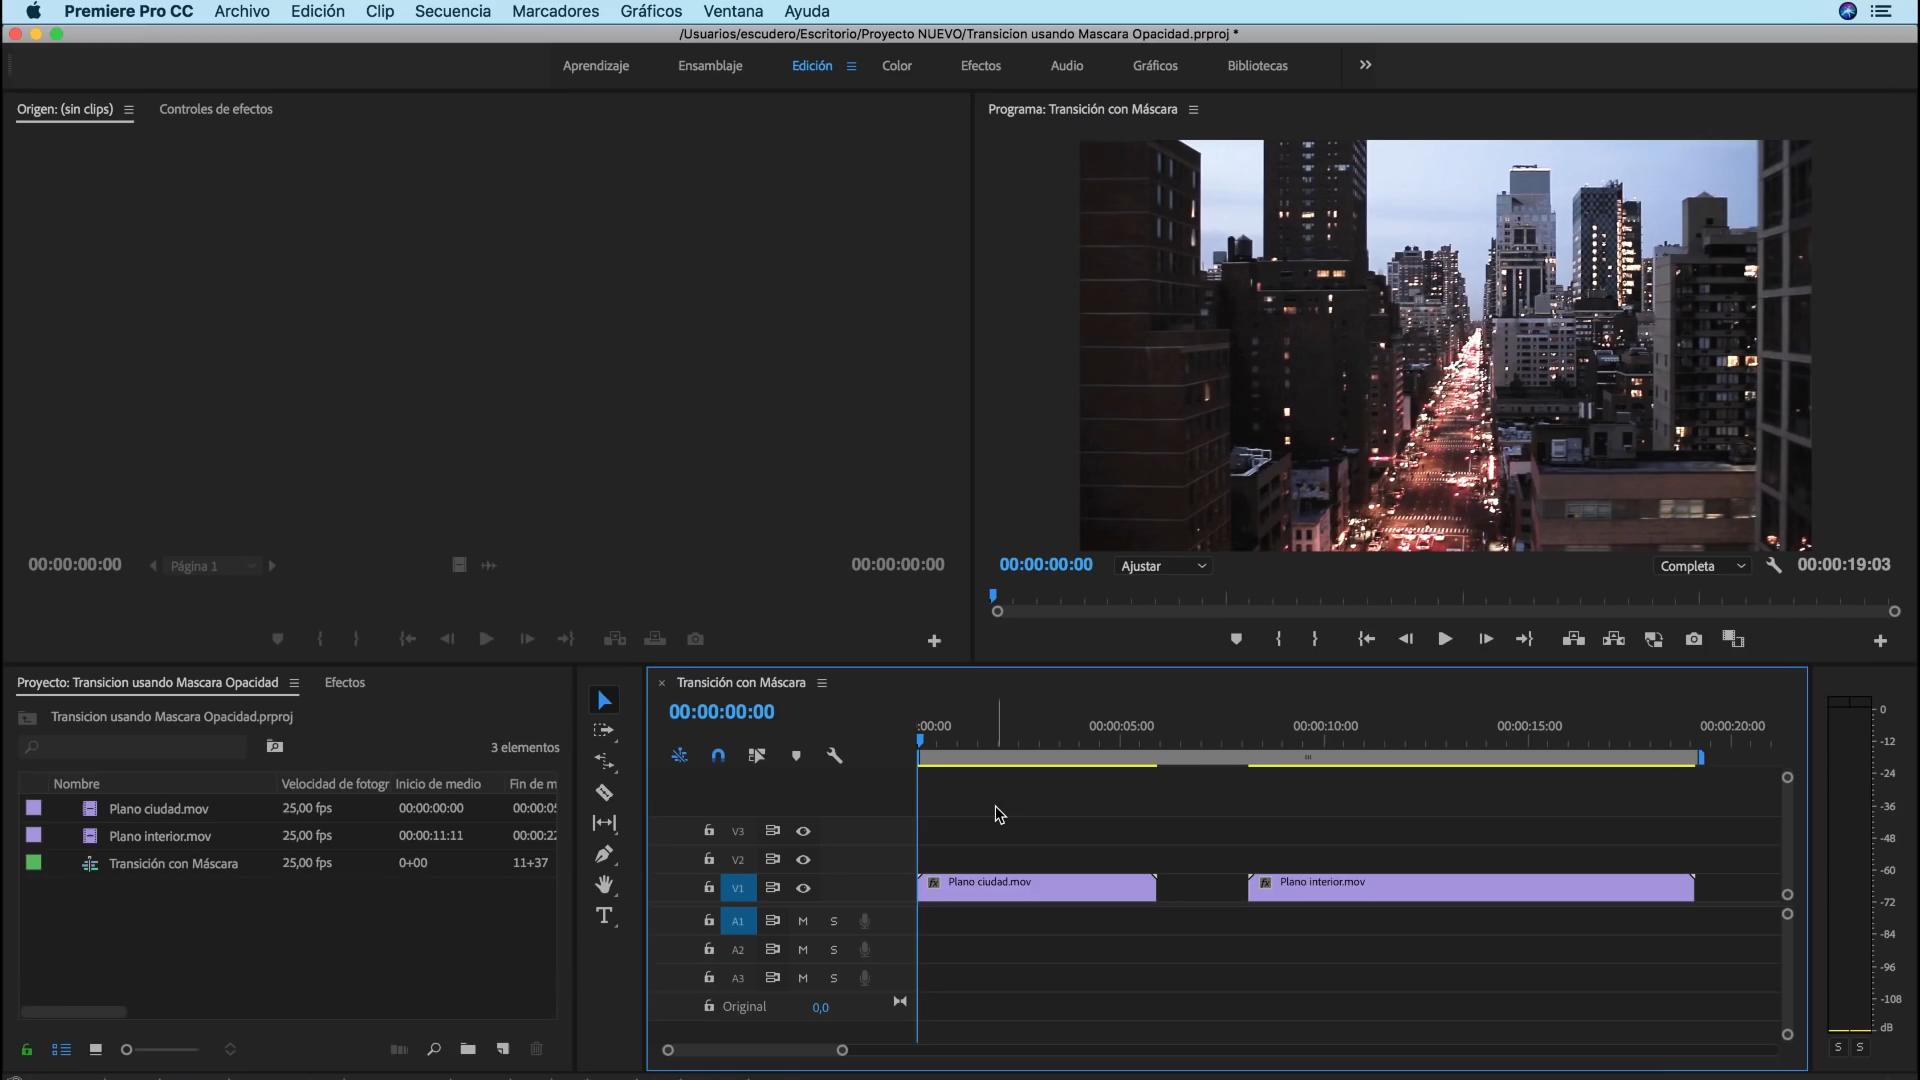 Premiere Pro CC Archivo Edición Clip Secuencia Marcadores Gráficos Ventana Ayuda
/Usuarios/escudero/Escritorio/Proyecto NUEVO/Transicion usando Mascara Opacidad.prproj *
Aprendizaje Ensamblaje Edición Color Efectos Audio Gráficos Bibliotecas
Origen: (sin clips) Controles de efectos
Programa: Transición con Máscara
00:00:00:00 Página 1 00:00:00:00
00:00:00:00 Ajustar Completa 00:00:19:03
Proyecto: Transicion usando Mascara Opacidad Efectos
Transicion usando Mascara Opacidad.prproj
3 elementos
Nombre Velocidad de fotogr Inicio de medio Fin de m
Plano ciudad.mov 25,00 fps 00:00:00:00 00:00:05
Plano interior.mov 25,00 fps 00:00:11:11 00:00:22
Transición con Máscara 25,00 fps 0+00 11+37
Transición con Máscara
00:00:00:00
:00:00 00:00:05:00 00:00:10:00 00:00:15:00 00:00:20:00
V3
V2
V1 Plano ciudad.mov Plano interior.mov
fx fx
A1 M S
A2 M S
A3 M S
Original 0,0
0
-12
-24
-36
-48
-60
-72
-84
-96
-108
dB
S S